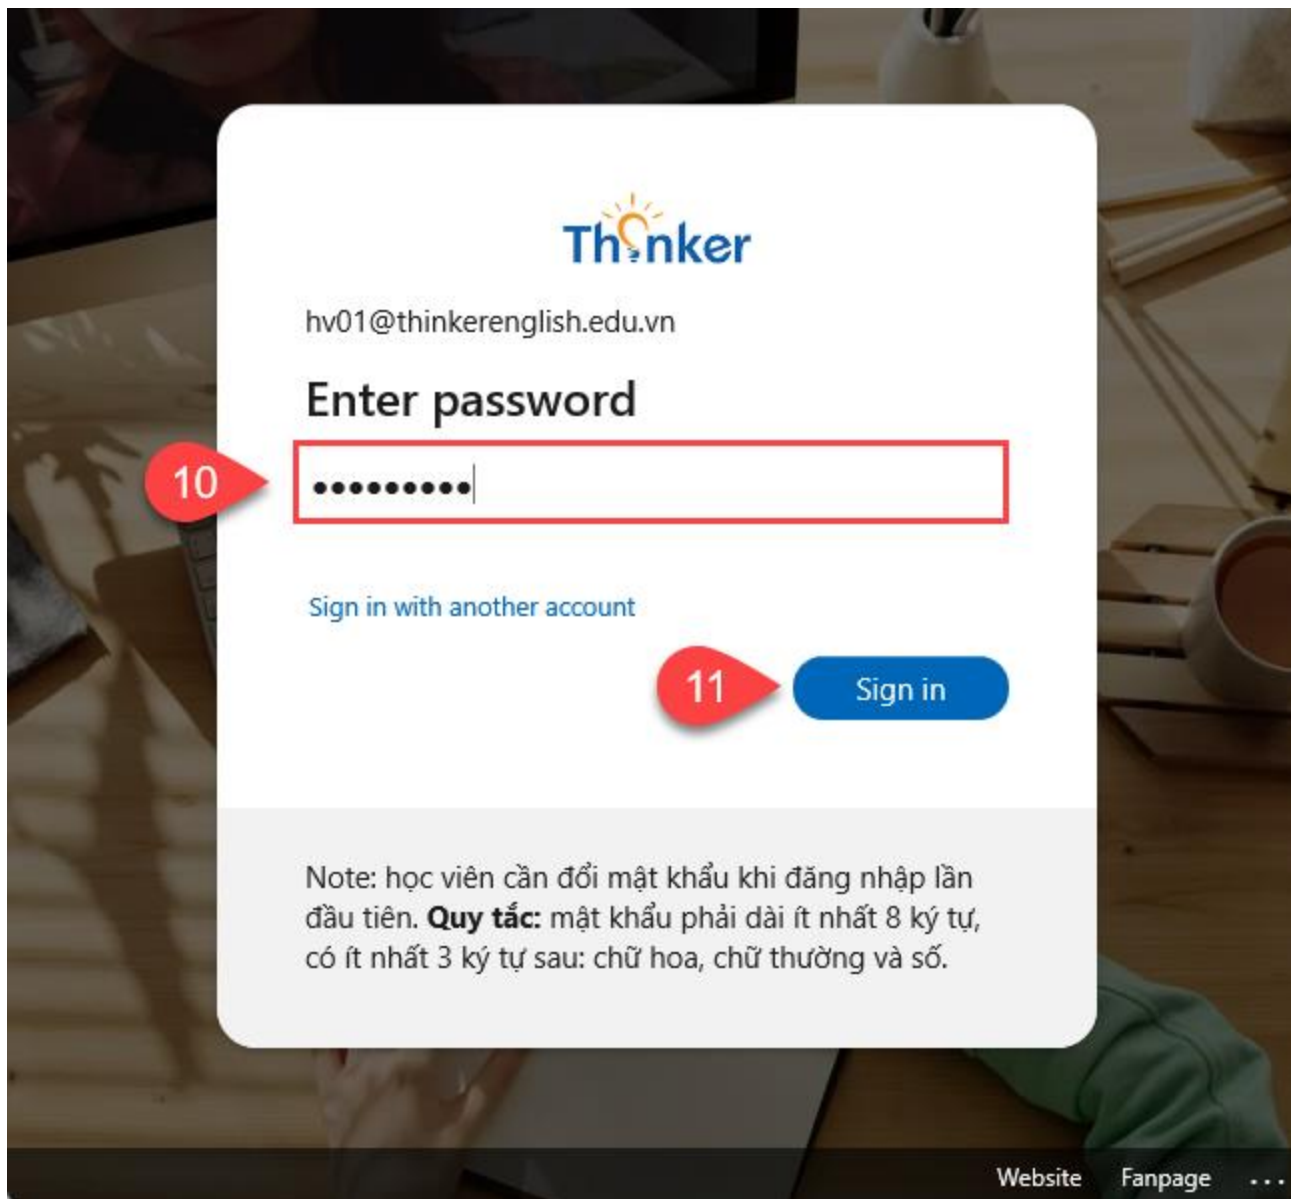 Thinker
hv01@thinkerenglish.edu.vn
Enter password
10
Sign in with another account
11
Sign in
Note: học viên cần đổi mật khẩu khi đăng nhập lần
đầu tiên. Quy tắc: mật khẩu phải dài ít nhất 8 ký tự,
có ít nhất 3 ký tự sau: chữ hoa, chữ thường và số.
Website Fanpage ...